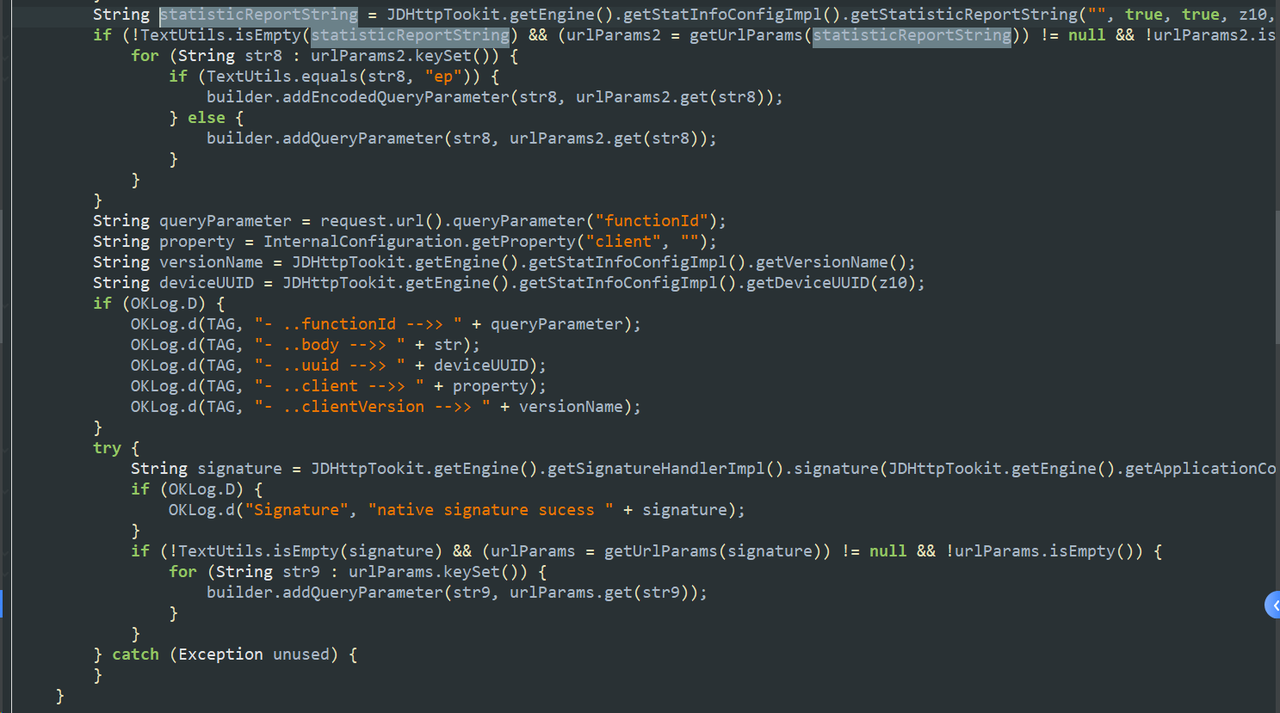 String statisticReportString = JDHttpTookit.getEngine().getStatInfoConfigImpl().getStatisticReportString("", true, true, z10,
if (!TextUtils.isEmpty(statisticReportString) && (urlParams2 = getUrlParams(statisticReportString)) != null && !urlParams2.is
for (String str8 : urlParams2.keySet()) {
if (TextUtils.equals(str8, "ep")) {
builder.addEncodedQueryParameter(str8, urlParams2.get(str8));
} else {
builder.addQueryParameter(str8, urlParams2.get(str8));
}
}
}
String queryParameter = request.url().queryParameter("functionId");
String property = InternalConfiguration.getProperty("client", "");
String versionName = JDHttpTookit.getEngine().getStatInfoConfigImpl().getVersionName();
String deviceUUID = JDHttpTookit.getEngine().getStatInfoConfigImpl().getDeviceUUID(z10);
if (OKLog.D) {
OKLog.d(TAG, "- ..functionId -->> " + queryParameter);
OKLog.d(TAG, "- ..body -->> " + str);
OKLog.d(TAG, "- ..uuid -->> " + deviceUUID);
OKLog.d(TAG, "- ..client -->> " + property);
OKLog.d(TAG, "- ..clientVersion -->> " + versionName);
}
try {
String signature = JDHttpTookit.getEngine().getSignatureHandlerImpl().signature(JDHttpTookit.getEngine().getApplicationCo
if (OKLog.D) {
OKLog.d("Signature", "native signature sucess " + signature);
}
if (!TextUtils.isEmpty(signature) && (urlParams = getUrlParams(signature)) != null && !urlParams.isEmpty()) {
for (String str9 : urlParams.keySet()) {
builder.addQueryParameter(str9, urlParams.get(str9));
}
}
} catch (Exception unused) {
}
}